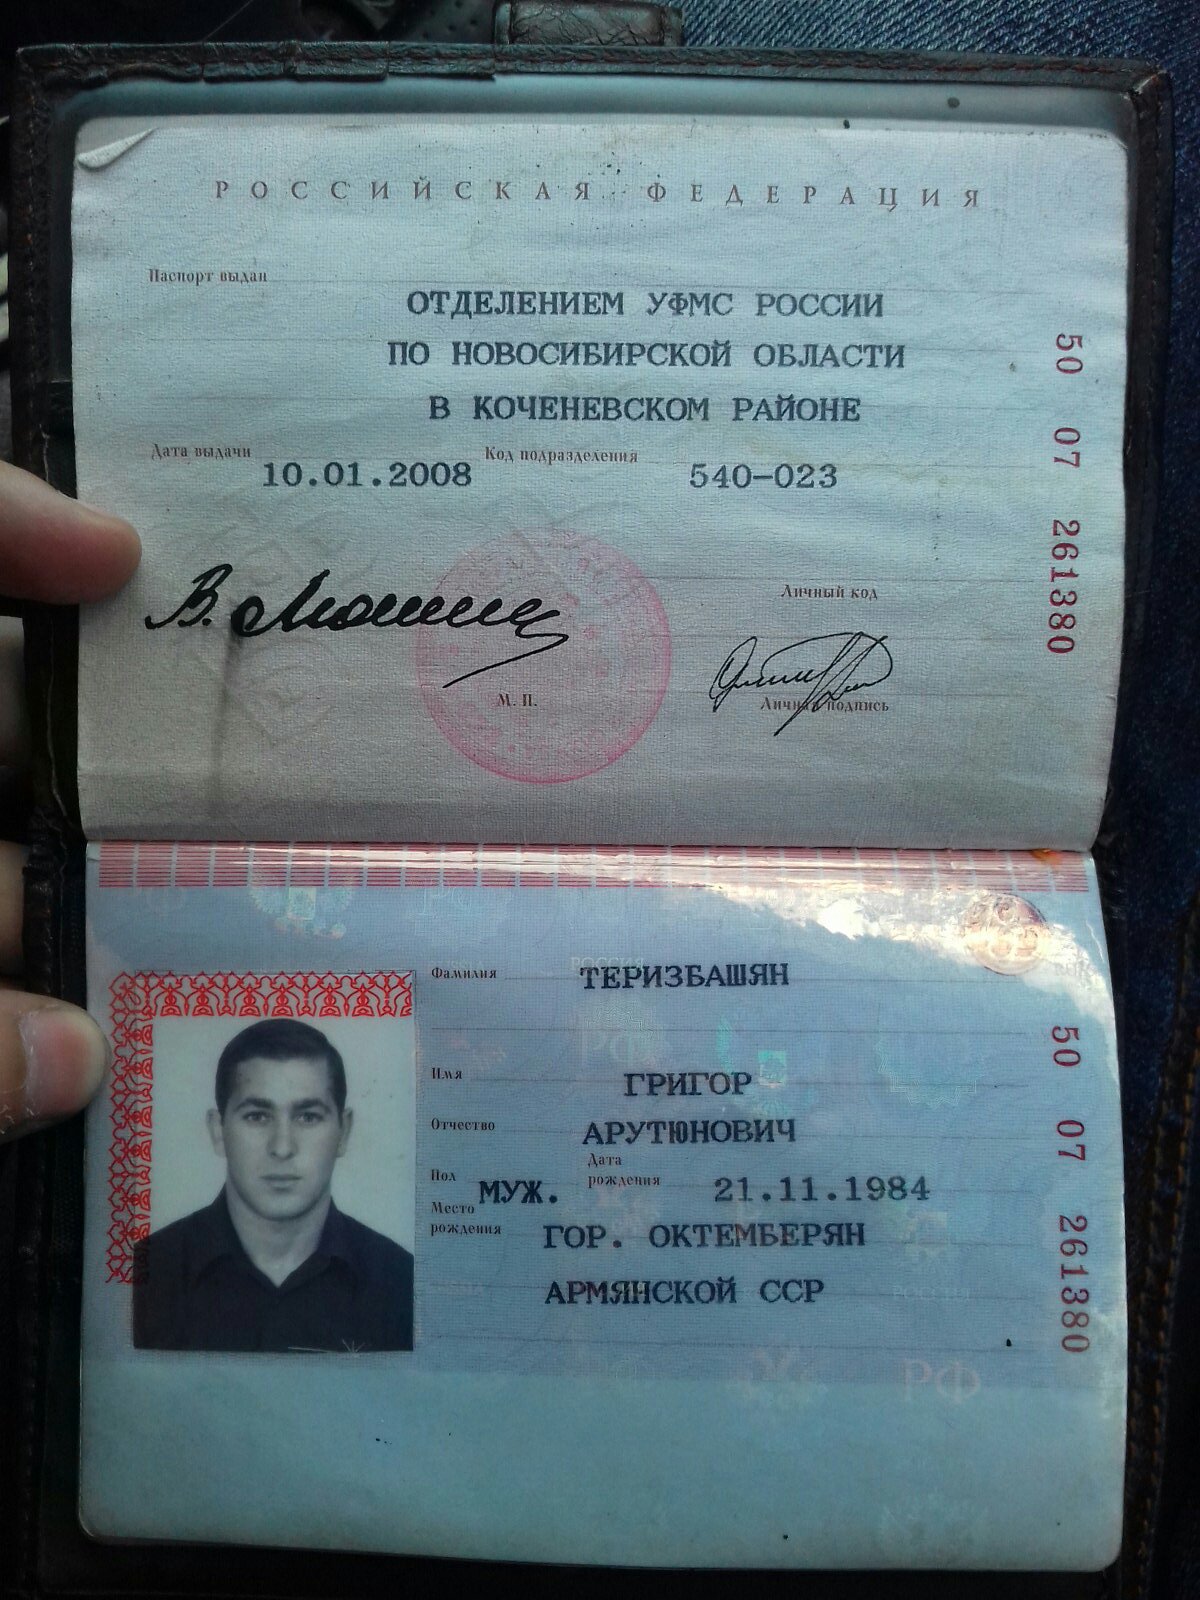 РОССИЙСКАЯ ФЕДЕРАЦИЯ
Паспорт выдан
ОТДЕЛЕНИЕМ УФМС РОССИИ
ПО НОВОСИБИРСКОЙ ОБЛАСТИ
В КОЧЕНЕВСКОМ РАЙОНЕ
Дата выдачи 10.01.2008 Код подразделения 540-023
Личный код
М. П.
Личная подпись
50 07 261380
Фамилия ТЕРИЗБАШЯН
Имя ГРИГОР
Отчество АРУТЮНОВИЧ
Пол МУЖ. Дата рождения 21.11.1984
Место рождения ГОР. ОКТЕМБЕРЯН
АРМЯНСКОЙ ССР
50 07 261380
РФ